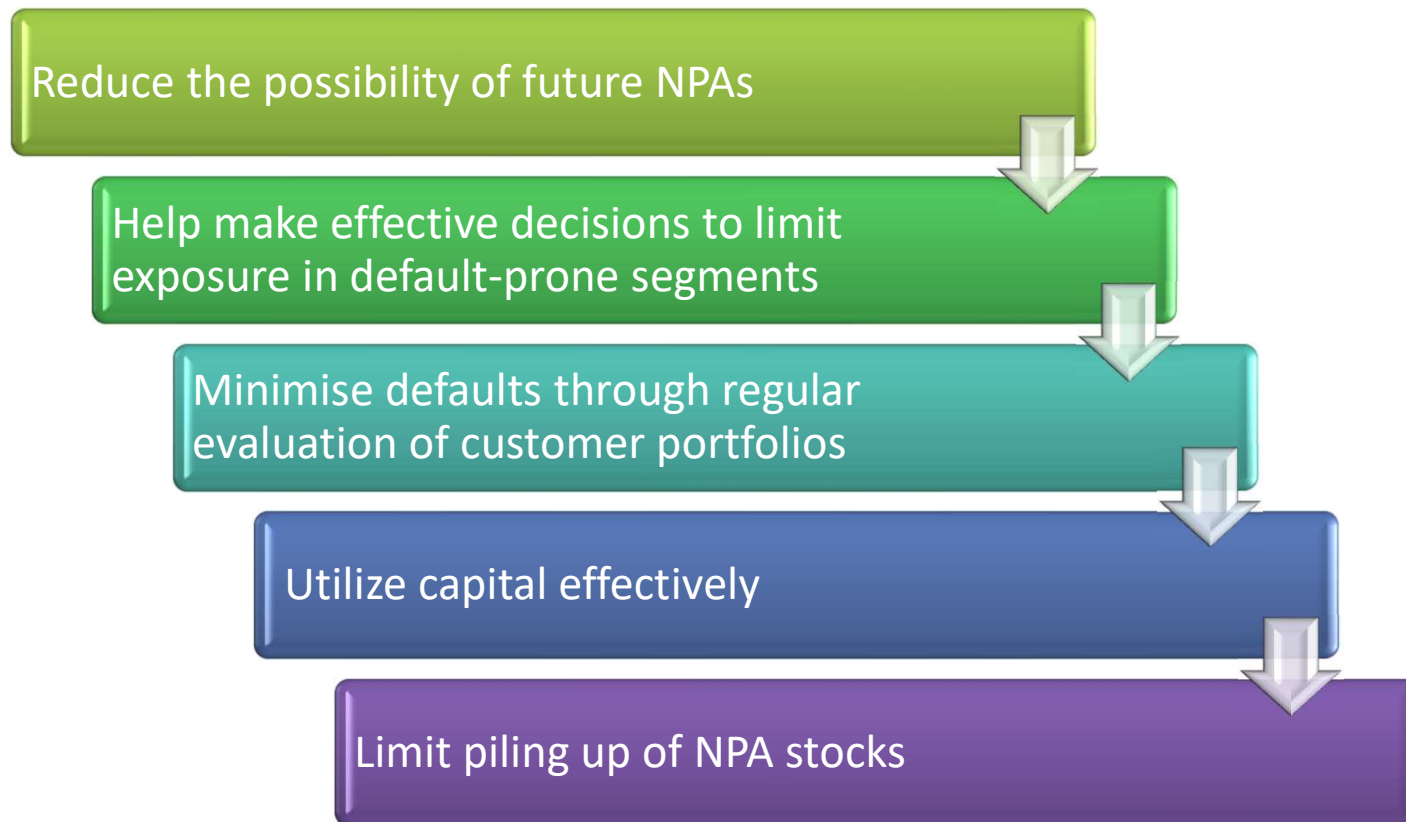 Reduce the possibility of future NPAs
Help make effective decisions to limit
exposure in default-prone segments
Minimise defaults through regular
evaluation of customer portfolios
Utilize capital effectively
Limit piling up of NPA stocks